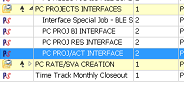 PC PROJECTS INTERFACES 1 P
Interface Special Job - BLE S 2 P
PC PROJ BI INTERFACE 2 P
PC PROJ RES INTERFACE 2 P
PC PROJ/ACT INTERFACE 2 P
PC RATE/SVA CREATION 1 P
Time Track Monthly Closeout 1 P